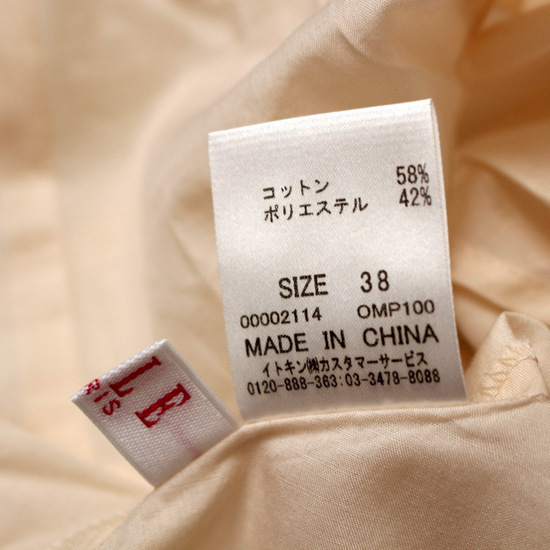 コットン 58%
ポリエステル 42%
SIZE 38
00002114 OMP100
MADE IN CHINA
イトキン㈱カスタマーサービス
0120-888-363:03-3478-8088
LE
is